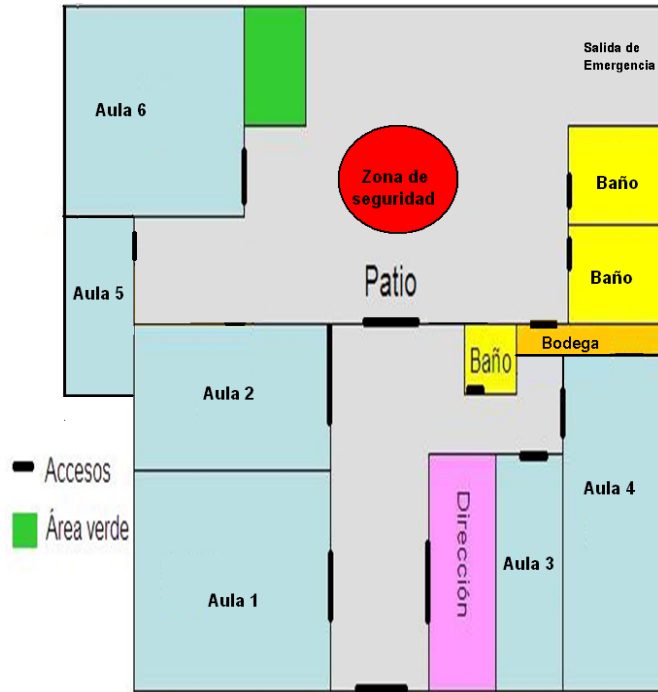 Salida de
Emergencia
Aula 6
Zona de
seguridad
Baño
Baño
Patio
Aula 5
Bodega
Baño
Aula 2
Accesos
Área verde
Dirección
Aula 4
Aula 3
Aula 1